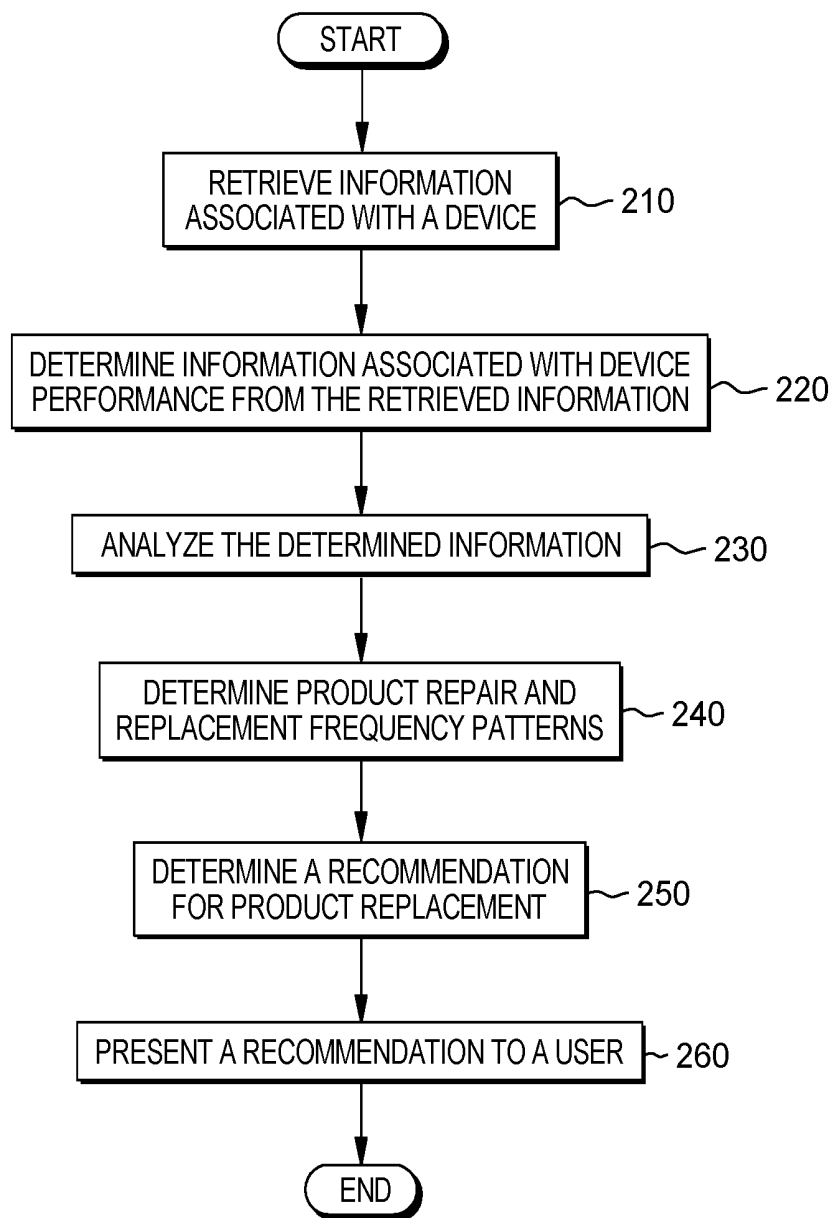 START
RETRIEVE INFORMATION
ASSOCIATED WITH A DEVICE
210
DETERMINE INFORMATION ASSOCIATED WITH DEVICE
PERFORMANCE FROM THE RETRIEVED INFORMATION
220
ANALYZE THE DETERMINED INFORMATION
230
DETERMINE PRODUCT REPAIR AND
REPLACEMENT FREQUENCY PATTERNS
240
DETERMINE A RECOMMENDATION
FOR PRODUCT REPLACEMENT
250
PRESENT A RECOMMENDATION TO A USER
260
END